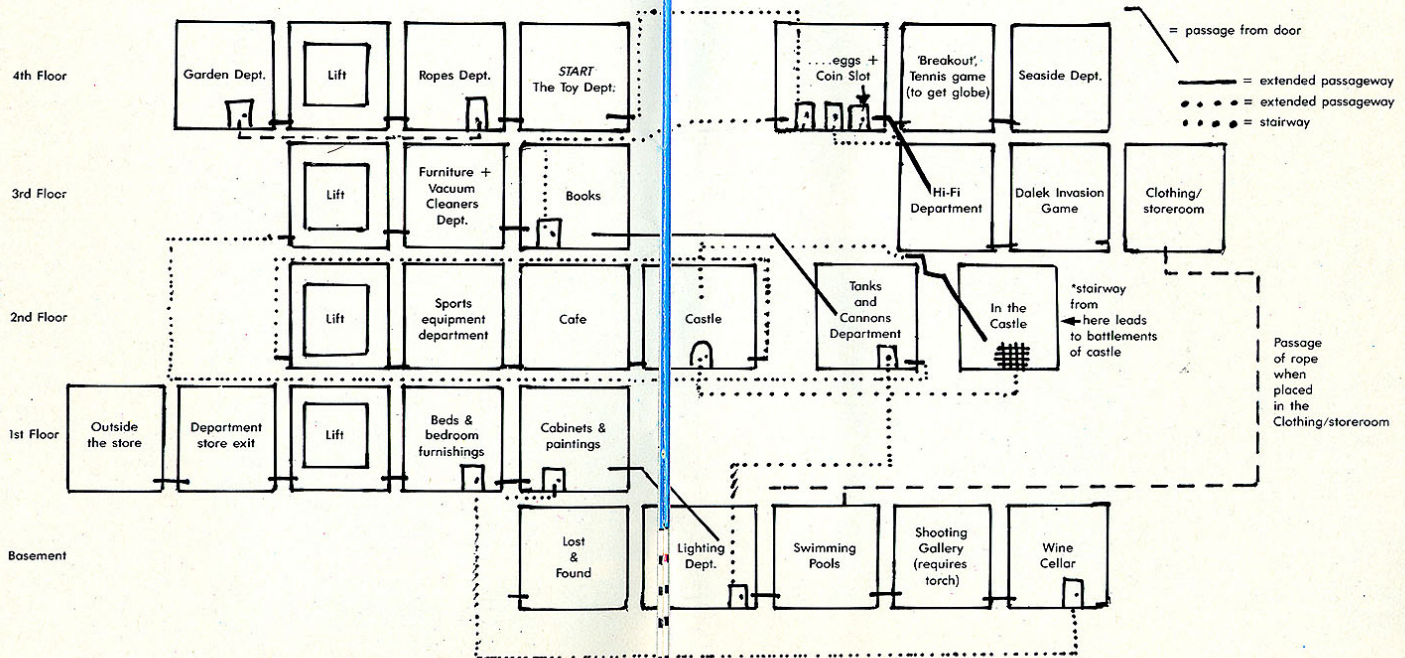 4th Floor
Garden Dept.
Lift
Ropes Dept.
START
The Toy Dept.
....eggs +
Coin Slot
'Breakout',
Tennis game
(to get globe)
Seaside Dept.
= passage from door
= extended passageway
= extended passageway
= stairway
3rd Floor
Lift
Furniture +
Vacuum
Cleaners
Dept.
Books
Hi-Fi
Department
Dalek Invasion
Game
Clothing/
storeroom
2nd Floor
Lift
Sports
equipment
department
Cafe
Castle
Tanks
and
Cannons
Department
In the
Castle
*stairway
from
here leads
to battlements
of castle
Passage
of rope
when
placed
in the
Clothing/storeroom
1st Floor
Outside
the store
Department
store exit
Lift
Beds &
bedroom
furnishings
Cabinets &
paintings
Basement
Lost
&
Found
Lighting
Dept.
Swimming
Pools
Shooting
Gallery
(requires
torch)
Wine
Cellar